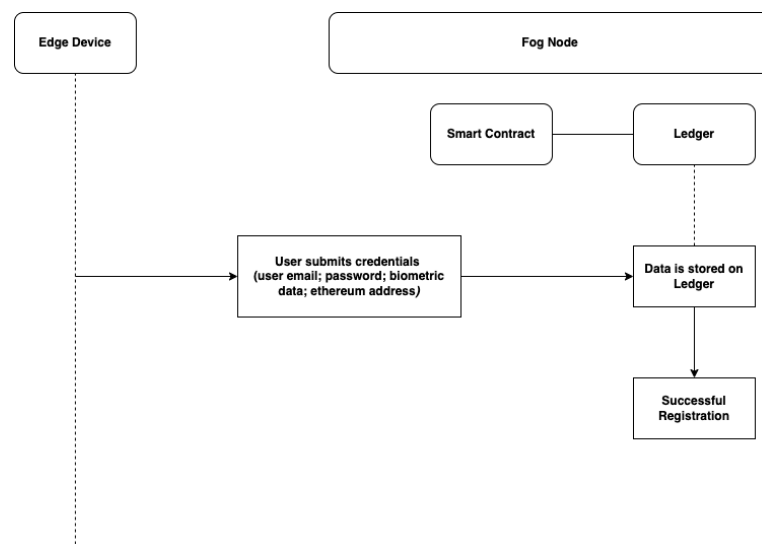 Edge Device
Fog Node
Smart Contract
Ledger
User submits credentials
(user email; password; biometric
data; ethereum address)
Data is stored on
Ledger
Successful
Registration